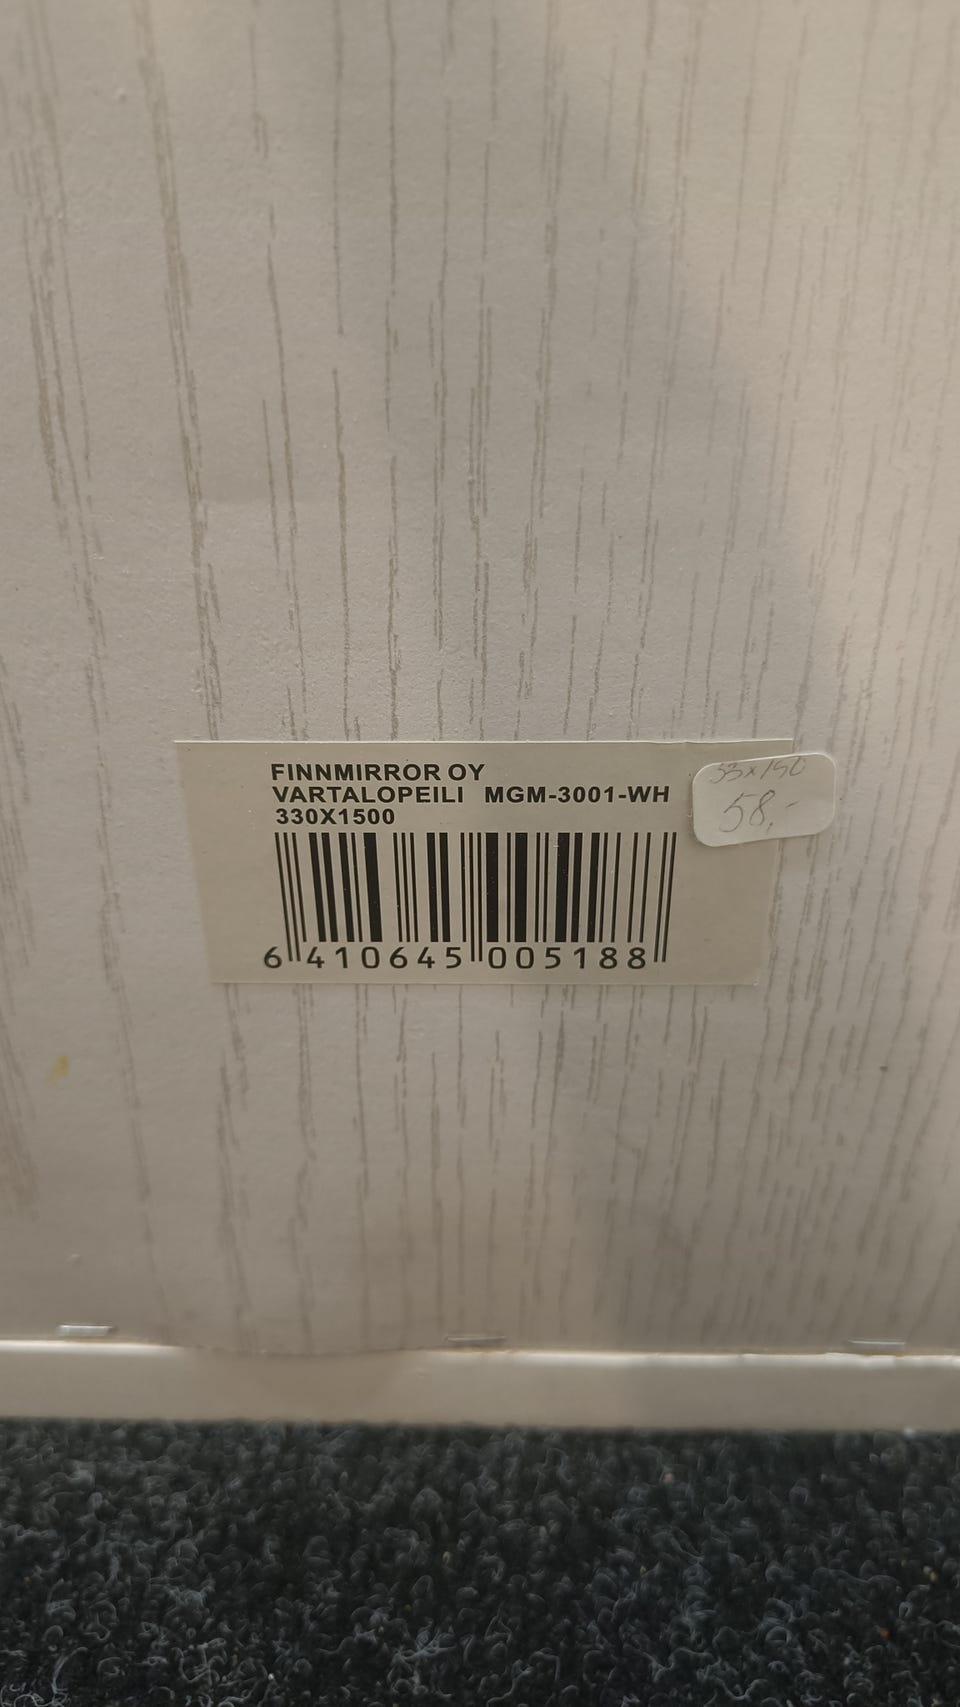 FINNMIRROR OY
VARTALOPEILI MGM-3001-WH
330X1500
33x150
58,-
6 410645 005188